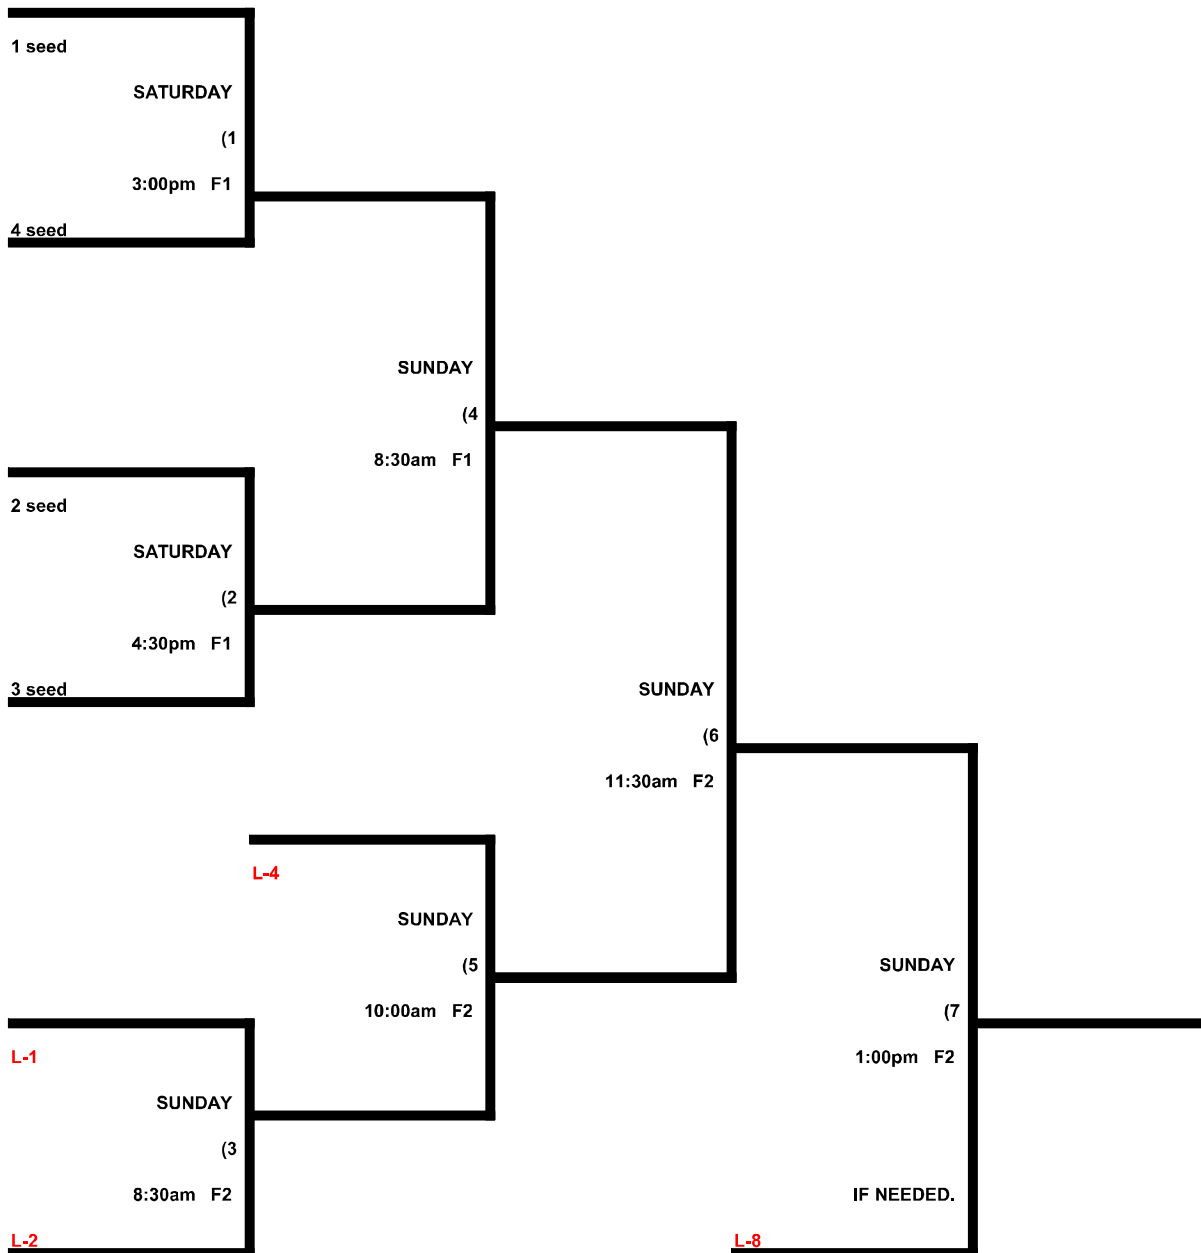 1 seed
SATURDAY
(1
3:00pm F1
4 seed
SUNDAY
(4
8:30am F1
2 seed
SATURDAY
(2
4:30pm F1
3 seed
SUNDAY
(6
11:30am F2
L-4
SUNDAY
(5
10:00am F2
SUNDAY
(7
1:00pm F2
L-1
SUNDAY
(3
8:30am F2
IF NEEDED.
L-2
L-8